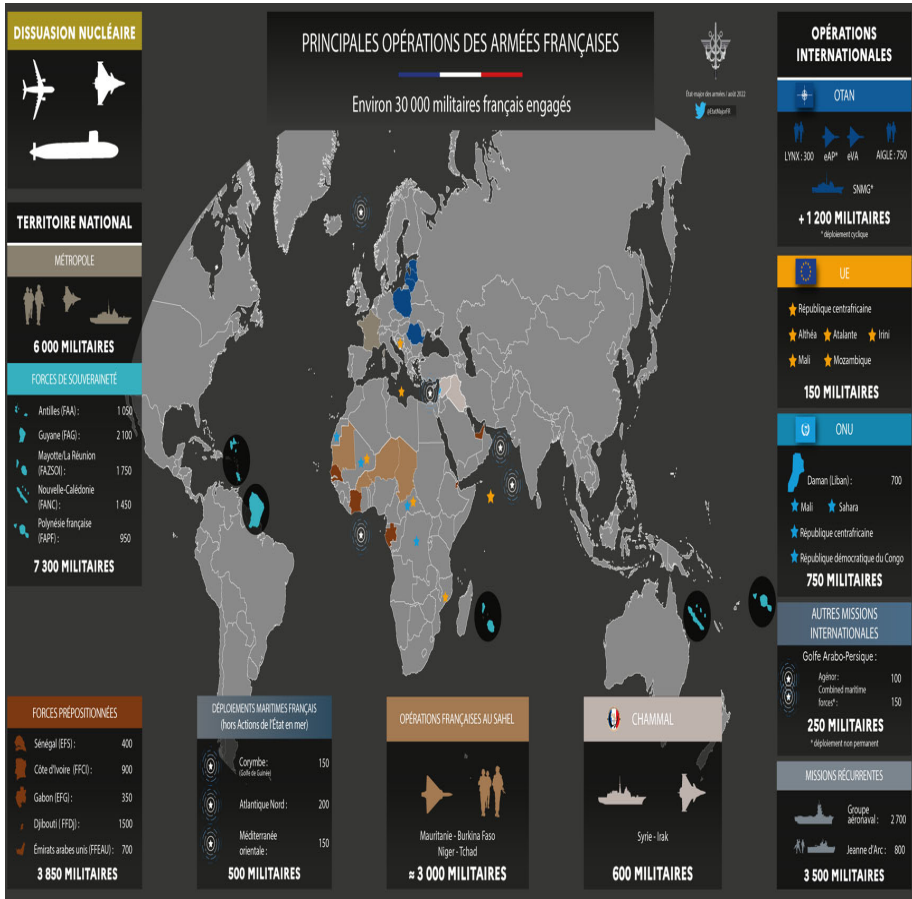 DISSUASION NUCLÉAIRE
PRINCIPALES OPÉRATIONS DES ARMÉES FRANÇAISES
Environ 30 000 militaires français engagés
État major des armées / août 2022
@EtatMajorFR
TERRITOIRE NATIONAL
MÉTROPOLE
6 000 MILITAIRES
FORCES DE SOUVERAINETÉ
Antilles (FAA) : 1 050
Guyane (FAG) : 2 100
Mayotte/La Réunion
(FAZSOI) : 1 750
Nouvelle-Calédonie
(FANC) : 1 450
Polynésie française
(FAPF) : 950
7 300 MILITAIRES
OPÉRATIONS
INTERNATIONALES
OTAN
LYNX : 300 eAP* eVA AIGLE : 750
SNMG*
+ 1 200 MILITAIRES
* déploiement cyclique
UE
République centrafricaine
Althéa Atalante Irini
Mali Mozambique
150 MILITAIRES
ONU
Daman (Liban) : 700
Mali Sahara
République centrafricaine
République démocratique du Congo
750 MILITAIRES
AUTRES MISSIONS
INTERNATIONALES
Golfe Arabo-Persique :
Agénor : 100
Combined maritime
forces* : 150
250 MILITAIRES
* déploiement non permanent
MISSIONS RÉCURRENTES
Groupe
aéronaval : 2 700
Jeanne d'Arc : 800
3 500 MILITAIRES
FORCES PRÉPOSITIONNÉES
Sénégal (EFS) : 400
Côte d'Ivoire (FFCI) : 900
Gabon (EFG) : 350
Djibouti ( FFDj) : 1500
Émirats arabes unis (FFEAU) : 700
3 850 MILITAIRES
DÉPLOIEMENTS MARITIMES FRANÇAIS
(hors Actions de l'État en mer)
Corymbe : 150
(Golfe de Guinée)
Atlantique Nord : 200
Méditerranée
orientale : 150
500 MILITAIRES
OPÉRATIONS FRANÇAISES AU SAHEL
Mauritanie - Burkina Faso
Niger - Tchad
≈ 3 000 MILITAIRES
CHAMMAL
Syrie - Irak
600 MILITAIRES